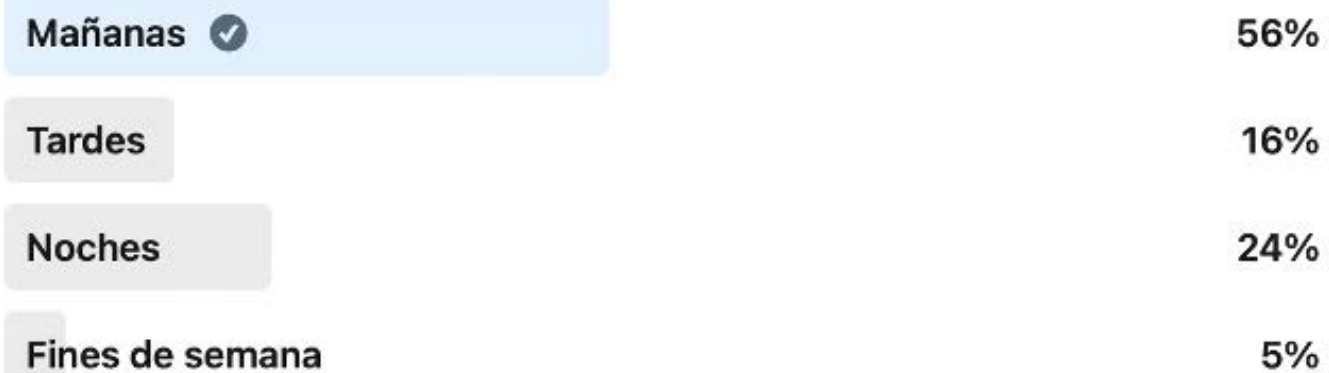 Mañanas 56%
Tardes 16%
Noches 24%
Fines de semana 5%